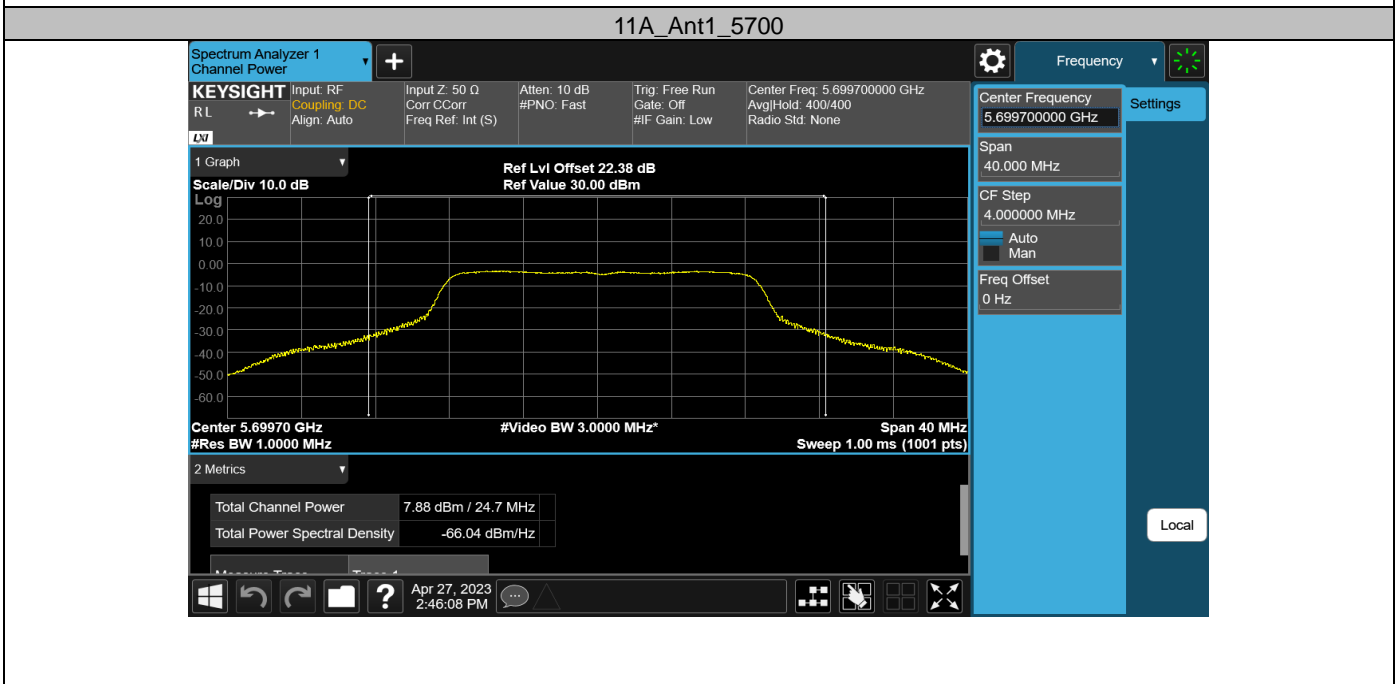 11A_Ant1_5700
Spectrum Analyzer 1
Channel Power
Frequency
KEYSIGHT
R L
LXI
Input: RF
Coupling: DC
Align: Auto
Input Z: 50 Ω
Corr CCorr
Freq Ref: Int (S)
Atten: 10 dB
#PNO: Fast
Trig: Free Run
Gate: Off
#IF Gain: Low
Center Freq: 5.699700000 GHz
Avg|Hold: 400/400
Radio Std: None
Center Frequency
5.699700000 GHz
Settings
Span
40.000 MHz
CF Step
4.000000 MHz
Auto
Man
Freq Offset
0 Hz
Local
1 Graph
Scale/Div 10.0 dB
Ref Lvl Offset 22.38 dB
Ref Value 30.00 dBm
Log
20.0
10.0
0.00
-10.0
-20.0
-30.0
-40.0
-50.0
-60.0
Center 5.69970 GHz
#Video BW 3.0000 MHz*
Span 40 MHz
#Res BW 1.0000 MHz
Sweep 1.00 ms (1001 pts)
2 Metrics
Total Channel Power 7.88 dBm / 24.7 MHz
Total Power Spectral Density -66.04 dBm/Hz
Measure Trace Trace 1
?
Apr 27, 2023
2:46:08 PM